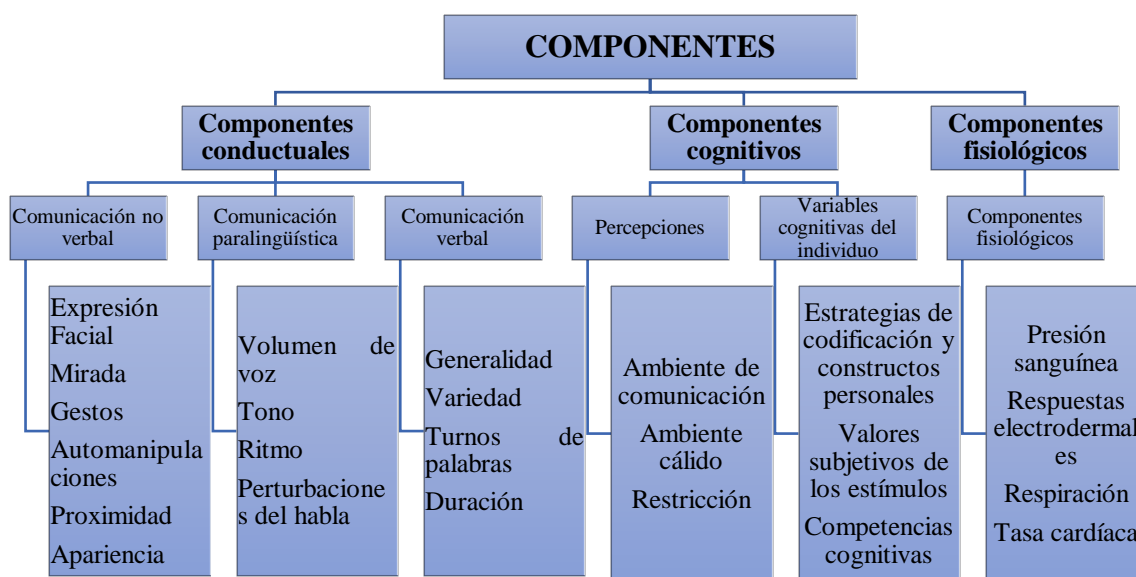 COMPONENTES
Componentes
conductuales
Componentes
cognitivos
Componentes
fisiológicos
Comunicación no
verbal
Comunicación
paralingüística
Comunicación
verbal
Percepciones
Variables
cognitivas del
individuo
Componentes
fisiológicos
Expresión
Facial
Mirada
Gestos
Automanipula
ciones
Proximidad
Apariencia
Volumen de
voz
Tono
Ritmo
Perturbacione
s del habla
Generalidad
Variedad
Turnos de
palabras
Duración
Ambiente de
comunicación
Ambiente
cálido
Restricción
Estrategias de
codificación y
constructos
personales
Valores
subjetivos de
los estímulos
Competencias
cognitivas
Presión
sanguínea
Respuestas
electrodermal
es
Respiración
Tasa cardíaca